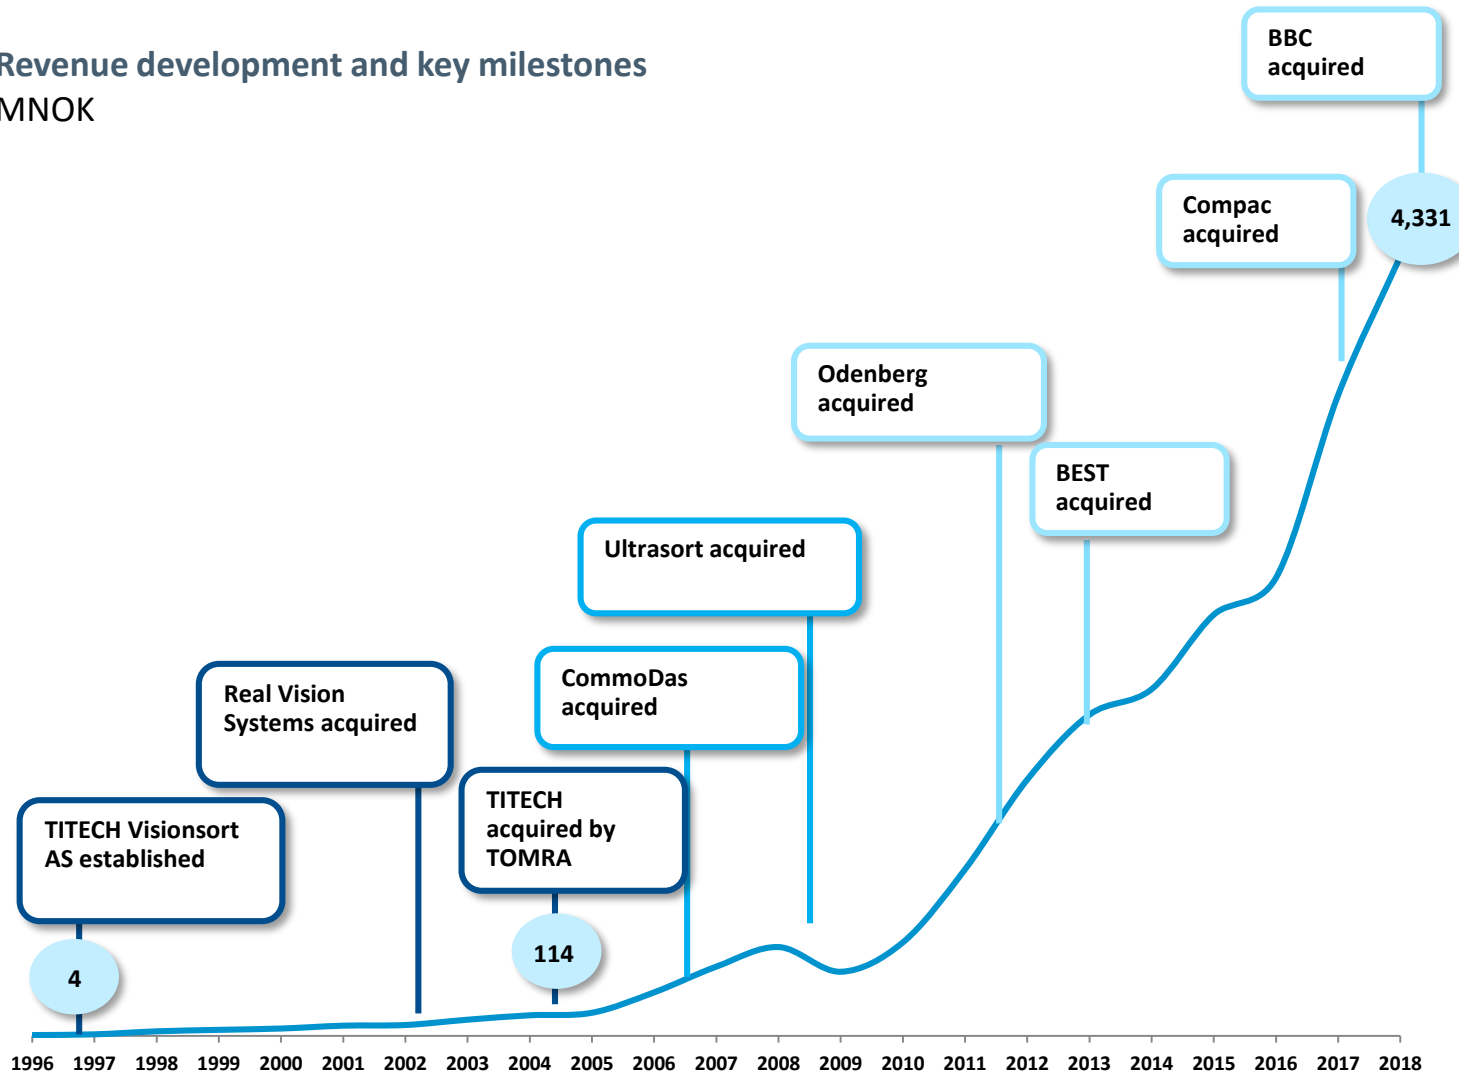 Revenue development and key milestones
MNOK
BBC
acquired
Compac
acquired
4,331
Odenberg
acquired
BEST
acquired
Ultrasort acquired
CommoDas
acquired
Real Vision
Systems acquired
TITECH
acquired by
TOMRA
TITECH Visionsort
AS established
114
4
1996 1997 1998 1999 2000 2001 2002 2003 2004 2005 2006 2007 2008 2009 2010 2011 2012 2013 2014 2015 2016 2017 2018